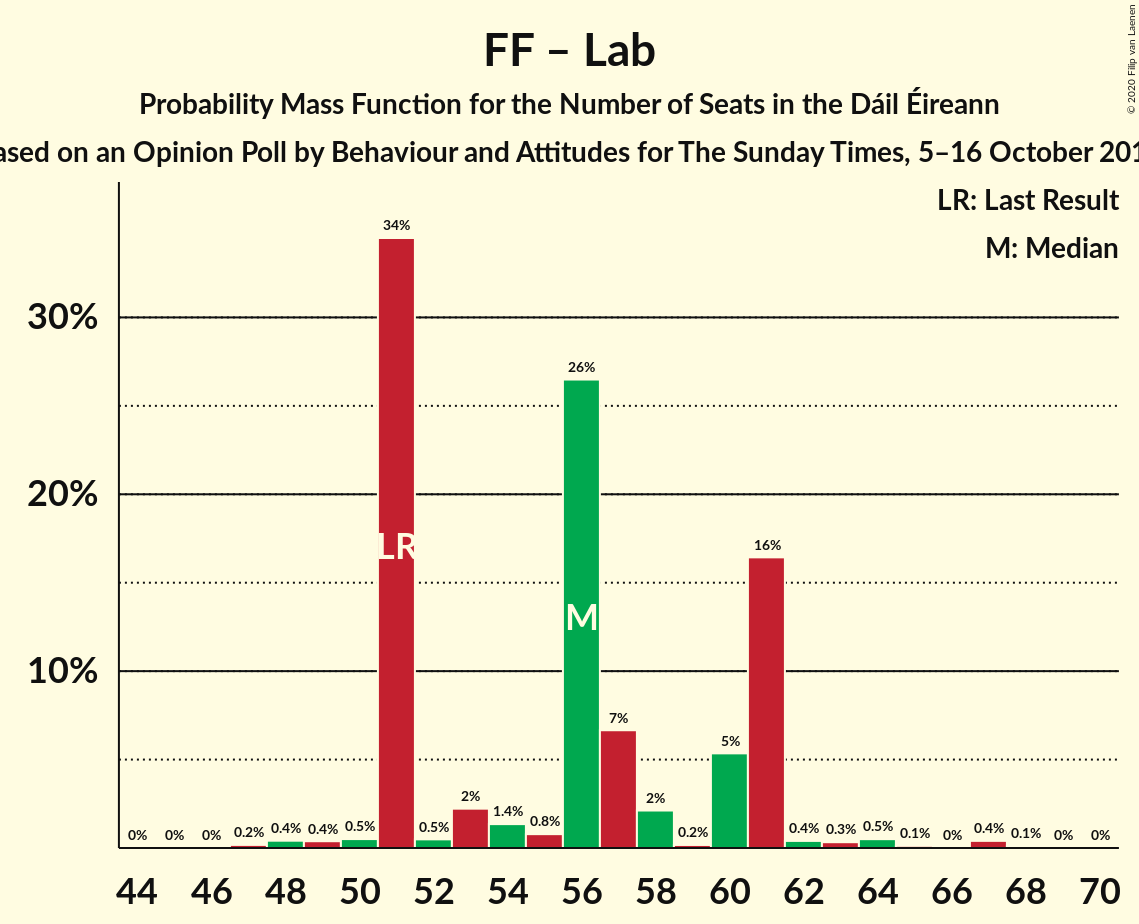 FF – Lab
Probability Mass Function for the Number of Seats in the Dáil Éireann
on an Opinion Poll by Behaviour and Attitudes for The Sunday Times, 5–16 October
© 2020 Filip van Laenen
LR: Last Result
M: Median
34%
30%
26%
20%
LR
16%
M
10%
7%
5%
2%
2%
1.4%
0.8%
0% 0% 0% 0.2% 0.4% 0.4% 0.5% 0.5% 0.2% 0.4% 0.3% 0.5% 0.1% 0% 0.4% 0.1% 0% 0%
44 46 48 50 52 54 56 58 60 62 64 66 68 70